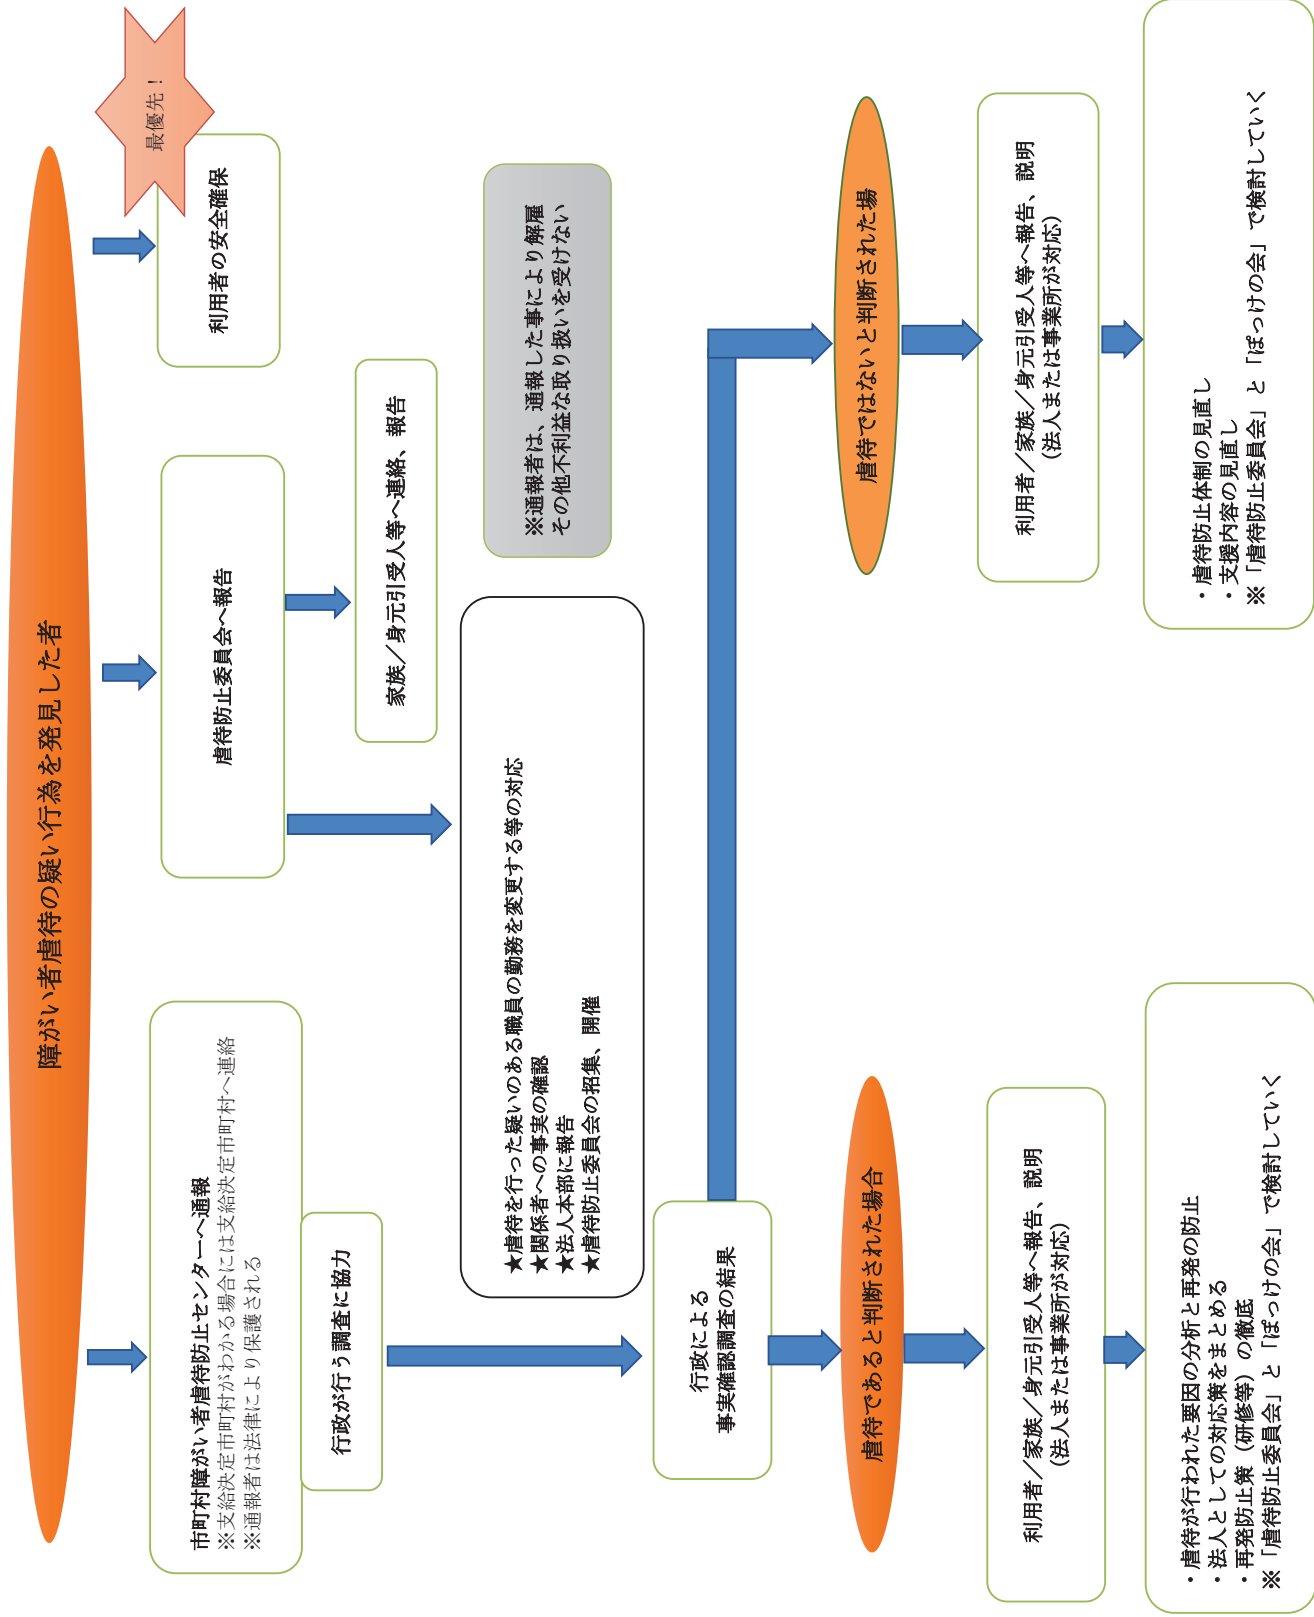 障がい者虐待の疑い行為を発見した者
市町村障がい者虐待防止センターへ通報
※支給決定市町村がわかる場合には支給決定市町村へ連絡
※通報者は法律により保護される
行政が行う調査に協力
虐待防止委員会へ報告
家族／身元引受人等へ連絡、報告
利用者の安全確保
最優先！
★虐待を行った疑いのある職員の勤務を変更する等の対応
★関係者への事実の確認
★法人本部に報告
★虐待防止委員会の招集、開催
※通報者は、通報した事により解雇
その他不利益な取り扱いを受けない
行政による
事実確認調査の結果
虐待であると判断された場合
利用者／家族／身元引受人等へ報告、説明
（法人または事業所が対応）
・虐待が行われた要因の分析と再発の防止
・法人としての対応策をまとめる
・再発防止策（研修等）の徹底
※「虐待防止委員会」と「ぽっけの会」で検討していく
虐待ではないと判断された場
利用者／家族／身元引受人等へ報告、説明
（法人または事業所が対応）
・虐待防止体制の見直し
・支援内容の見直し
※「虐待防止委員会」と「ぽっけの会」で検討していく